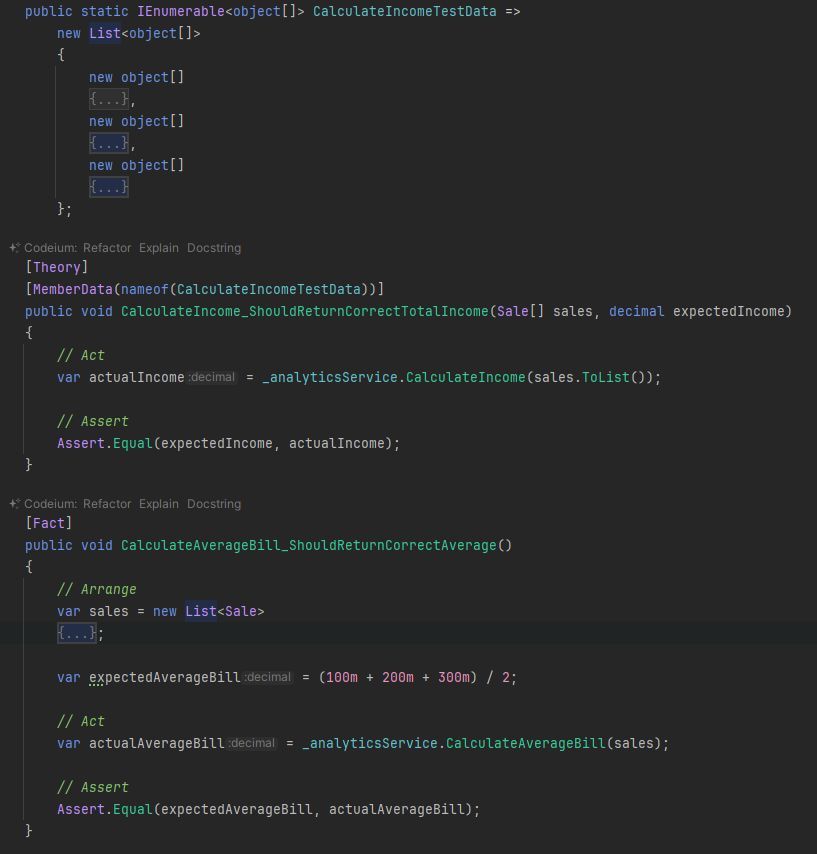 public static IEnumerable<object[]> CalculateIncomeTestData =>
new List<object[]>
{
new object[]
{...},
new object[]
{...},
new object[]
{...}
};
Codeium: Refactor Explain Docstring
[Theory]
[MemberData(nameof(CalculateIncomeTestData))]
public void CalculateIncome_ShouldReturnCorrectTotalIncome(Sale[] sales, decimal expectedIncome)
{
// Act
var actualIncome :decimal = _analyticsService.CalculateIncome(sales.ToList());
// Assert
Assert.Equal(expectedIncome, actualIncome);
}
Codeium: Refactor Explain Docstring
[Fact]
public void CalculateAverageBill_ShouldReturnCorrectAverage()
{
// Arrange
var sales = new List<Sale>
{...};
var expectedAverageBill :decimal = (100m + 200m + 300m) / 2;
// Act
var actualAverageBill :decimal = _analyticsService.CalculateAverageBill(sales);
// Assert
Assert.Equal(expectedAverageBill, actualAverageBill);
}